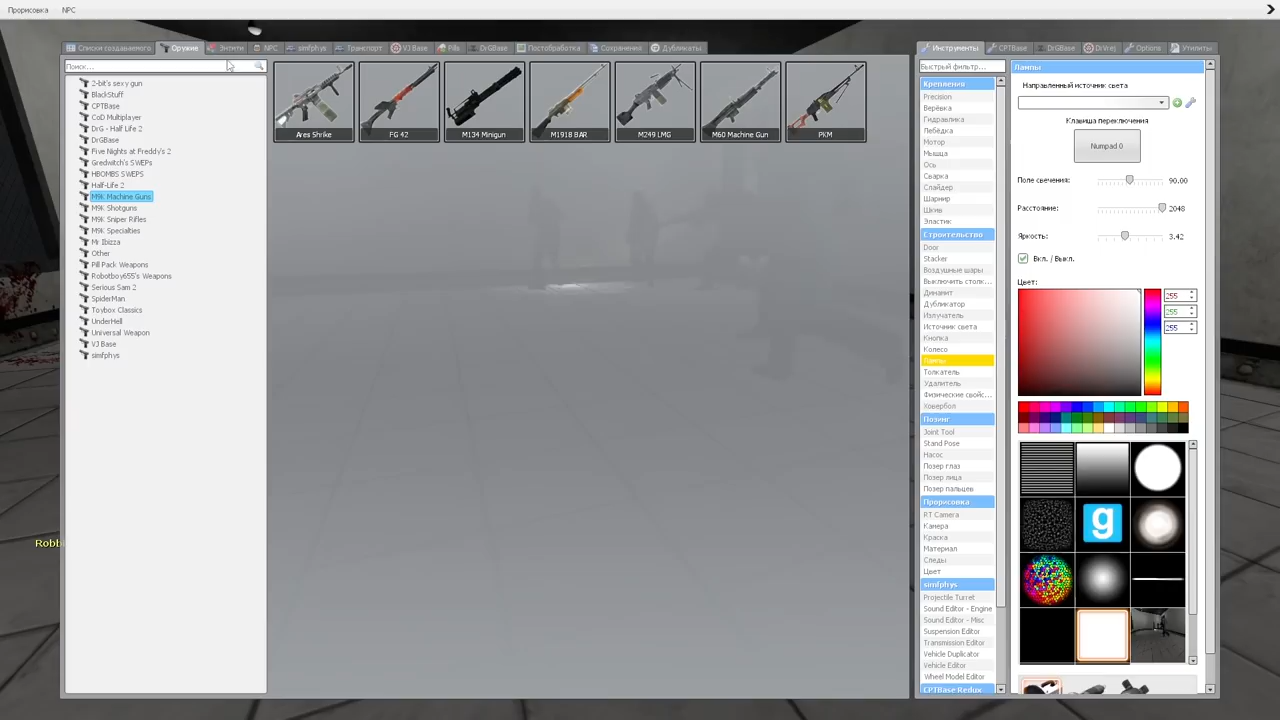 Прорисовка NPC
Списки создаваемого Оружие Энтити NPC simfphys Транспорт VJ Base Pills DrGBase Постобработка Сохранения Дубликаты
Поиск...
2-bit's sexy gun
BlackStuff
CPTBase
CoD Multiplayer
DrG - Half Life 2
DrGBase
Five Nights at Freddy's 2
Gredwitch's SWEPs
HBOMBS SWEPS
Half-Life 2
M9K Machine Guns
M9K Shotguns
M9K Sniper Rifles
M9K Specialties
Mr Ibizza
Other
Pill Pack Weapons
Robotboy655's Weapons
Serious Sam 2
SpiderMan
Toybox Classics
UnderHell
Universal Weapon
VJ Base
simfphys
Ares Shrike FG 42 M134 Minigun M1918 BAR M249 LMG M60 Machine Gun PKM
Robb
Инструменты CPTBase DrGBase DrVrej Options Утилиты
Быстрый фильтр...
Крепления
Precision
Верёвка
Гидравлика
Лебёдка
Мотор
Мышца
Ось
Сварка
Слайдер
Шарнир
Шкив
Эластик
Строительство
Door
Stacker
Воздушные шары
Выключить столк...
Динамит
Дубликатор
Излучатель
Источник света
Кнопка
Колесо
Лампы
Толкатель
Удалитель
Физические свойс...
Ховербол
Позинг
Joint Tool
Stand Pose
Насос
Позер глаз
Позер лица
Позер пальцев
Прорисовка
RT Camera
Камера
Краска
Материал
Следы
Цвет
simfphys
Projectile Turret
Sound Editor - Engine
Sound Editor - Misc
Suspension Editor
Transmission Editor
Vehicle Duplicator
Vehicle Editor
Wheel Model Editor
CPTBase Redux
Лампы
Направленный источник света
Клавиша переключения
Numpad 0
Поле свечения: 90.00
Расстояние: 2048
Яркость: 3.42
Вкл. / Выкл.
Цвет:
255
255
255
g